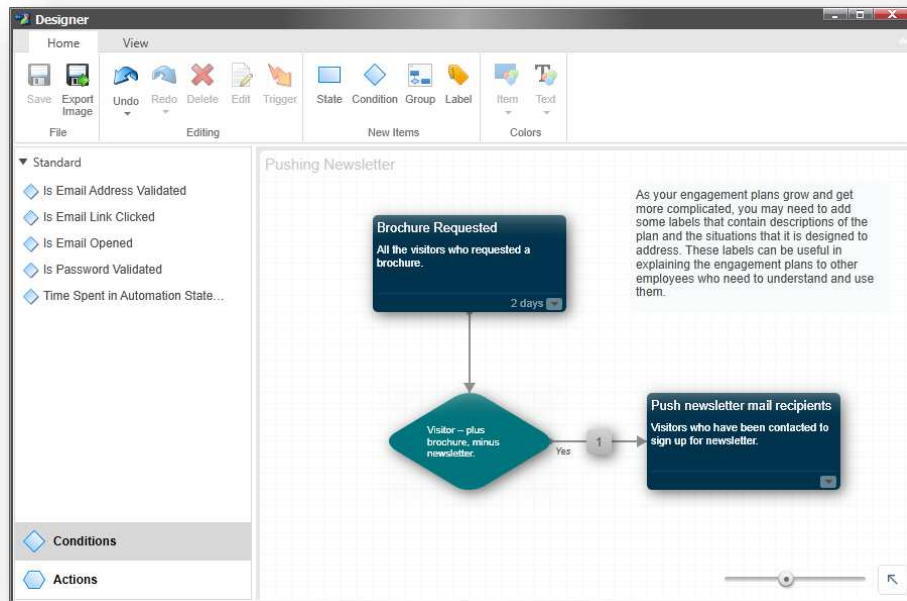 Designer
Home View
Save Export Image Undo Redo Delete Edit Trigger State Condition Group Label Item Text
File Editing New Items Colors
Standard
Is Email Address Validated
Is Email Link Clicked
Is Email Opened
Is Password Validated
Time Spent in Automation State...
Conditions
Actions
Pushing Newsletter
Brochure Requested
All the visitors who requested a
brochure.
2 days
As your engagement plans grow and get
more complicated, you may need to add
some labels that contain descriptions of the
plan and the situations that it is designed to
address. These labels can be useful in
explaining the engagement plans to other
employees who need to understand and use
them.
Visitor – plus
brochure, minus
newsletter.
Yes
1
Push newsletter mail recipients
Visitors who have been contacted to
sign up for newsletter.